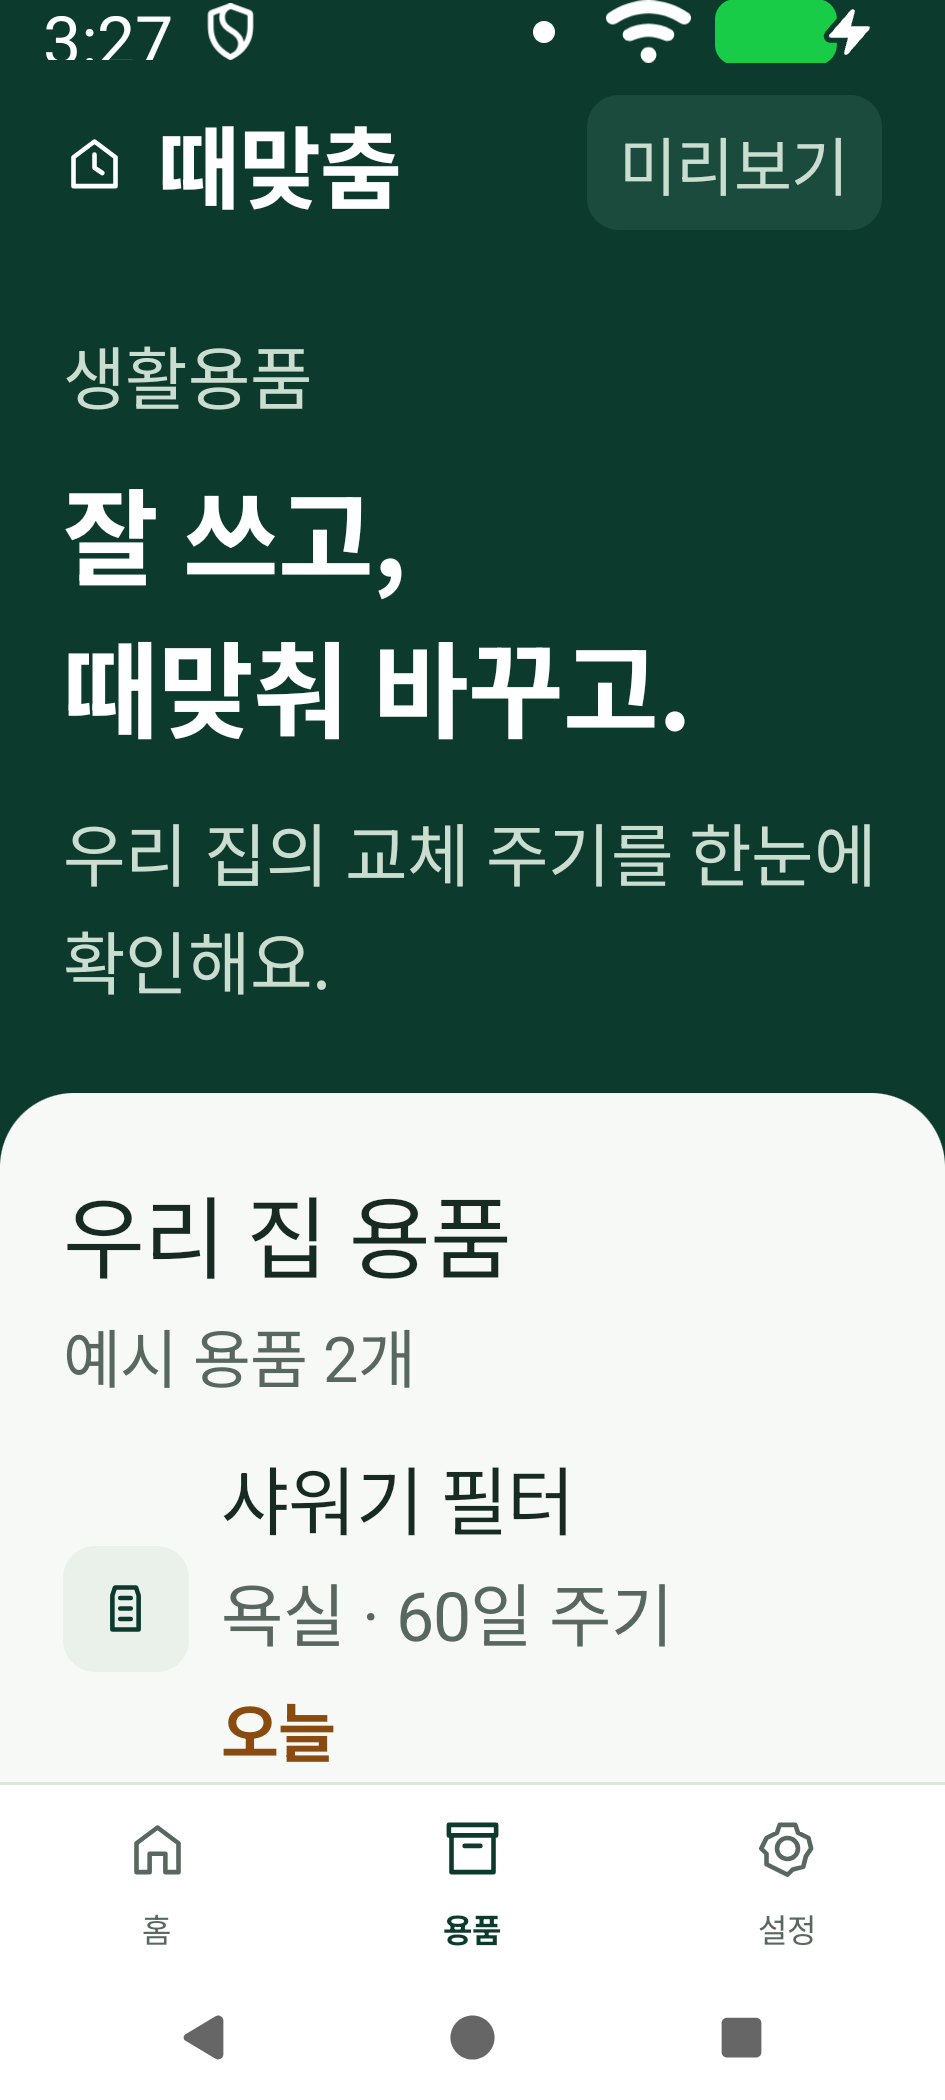 3:27
때맞춤
미리보기
생활용품
잘 쓰고,
때맞춰 바꾸고.
우리 집의 교체 주기를 한눈에
확인해요.
우리 집 용품
예시 용품 2개
샤워기 필터
욕실 · 60일 주기
오늘
홈
용품
설정